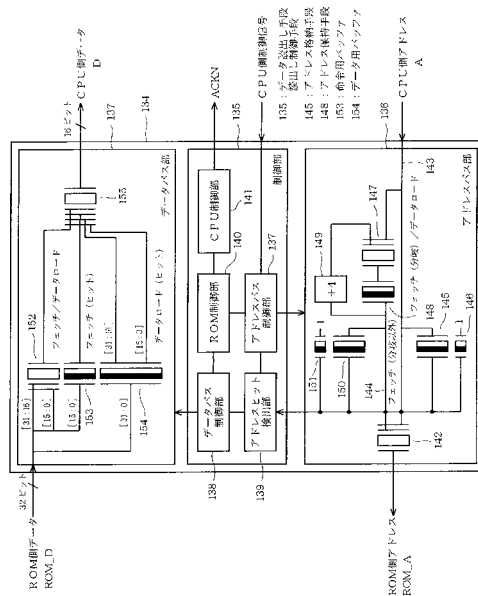 CPU側データ
D
16ビット
137
134
データバス部
155
152
フェッチ/データロード
フェッチ(ヒット)
[31:16]
[15:0]
データロード(ヒット)
[31:16]
[15:0]
[15:0]
[31:0]
153
154
32ビット
ROM側データ
ROM_D
ACKN
CPU側制御信号
135
制御部
CPU制御部
141
140
ROM制御部
アドレスバス制御部
137
データバス制御部
アドレスヒット検出部
138
139
135:データ読出し手段
読出し制御手段
145:アドレス格納手段
148:アドレス保持手段
153:命令用バッファ
154:データ用バッファ
CPU側アドレス
A
136
143
アドレスバス部
147
149
+4
フェッチ(分岐)/データロード
フェッチ(分岐以外)
151
150
144
148
145
146
142
ROM側アドレス
ROM_A